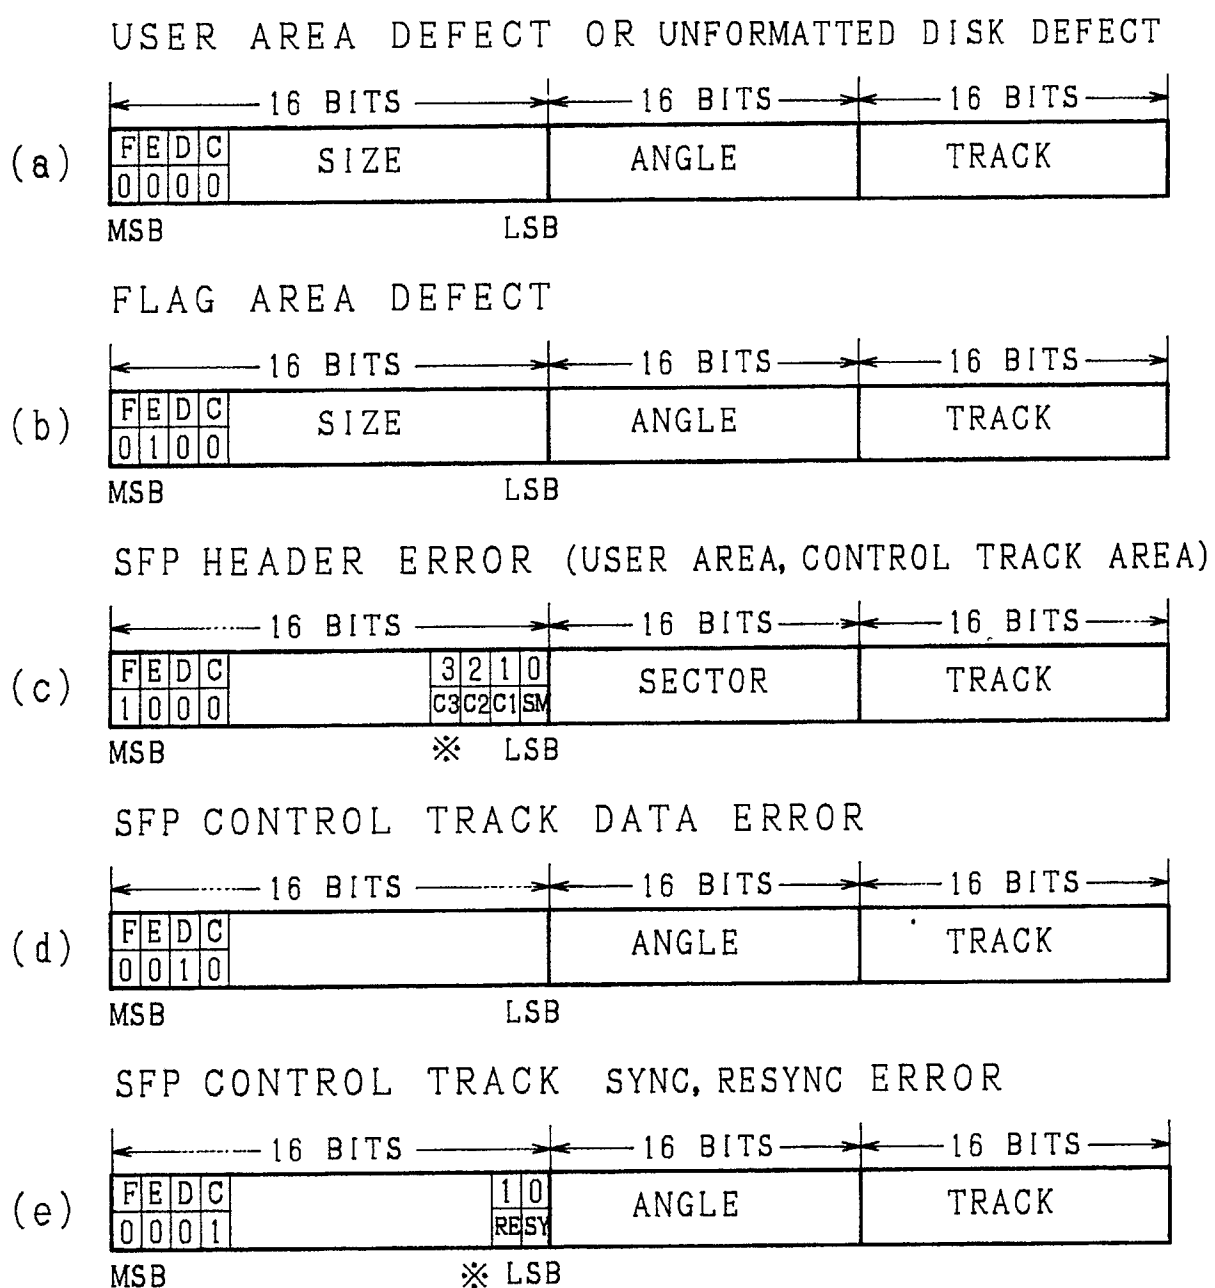 USER AREA DEFECT OR UNFORMATTED DISK DEFECT
16 BITS 16 BITS 16 BITS
(a) F E D C SIZE ANGLE TRACK
0 0 0 0
MSB LSB
FLAG AREA DEFECT
16 BITS 16 BITS 16 BITS
(b) F E D C SIZE ANGLE TRACK
0 1 0 0
MSB LSB
SFP HEADER ERROR (USER AREA, CONTROL TRACK AREA)
16 BITS 16 BITS 16 BITS
(c) F E D C 3 2 1 0 SECTOR TRACK
1 0 0 0 C3 C2 C1 SM
MSB ※ LSB
SFP CONTROL TRACK DATA ERROR
16 BITS 16 BITS 16 BITS
(d) F E D C ANGLE TRACK
0 0 1 0
MSB LSB
SFP CONTROL TRACK SYNC, RESYNC ERROR
16 BITS 16 BITS 16 BITS
(e) F E D C 1 0 ANGLE TRACK
0 0 0 1 RE SY
MSB ※ LSB